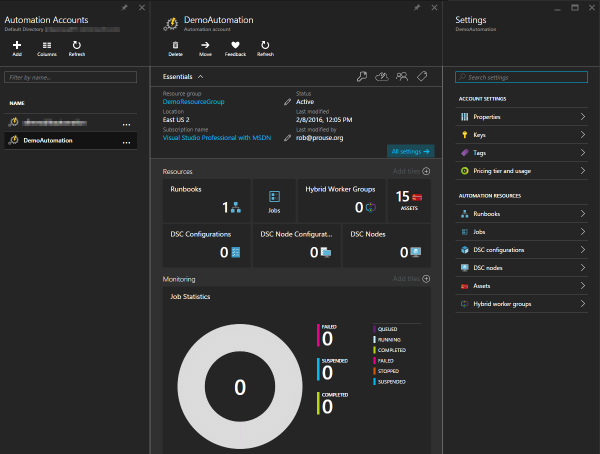 Automation Accounts
Default Directory
Add
Columns
Refresh
Filter by name...
NAME
...
DemoAutomation
...
DemoAutomation
Automation account
Delete
Move
Feedback
Refresh
Essentials
Resource group
DemoResourceGroup
Location
East US 2
Subscription name
Visual Studio Professional with MSDN
Status
Active
Last modified
2/8/2016, 12:05 PM
Last modified by
rob@prouse.org
All settings →
Resources
Add tiles
Runbooks
1
Jobs
Hybrid Worker Groups
0
15
ASSETS
DSC Configurations
0
DSC Node Configurat...
0
DSC Nodes
0
Monitoring
Add tiles
Job Statistics
0
FAILED
0
SUSPENDED
0
COMPLETED
0
QUEUED
RUNNING
COMPLETED
FAILED
STOPPED
SUSPENDED
Settings
DemoAutomation
Search settings
ACCOUNT SETTINGS
Properties
Keys
Tags
Pricing tier and usage
AUTOMATION RESOURCES
Runbooks
Jobs
DSC configurations
DSC nodes
Assets
Hybrid worker groups